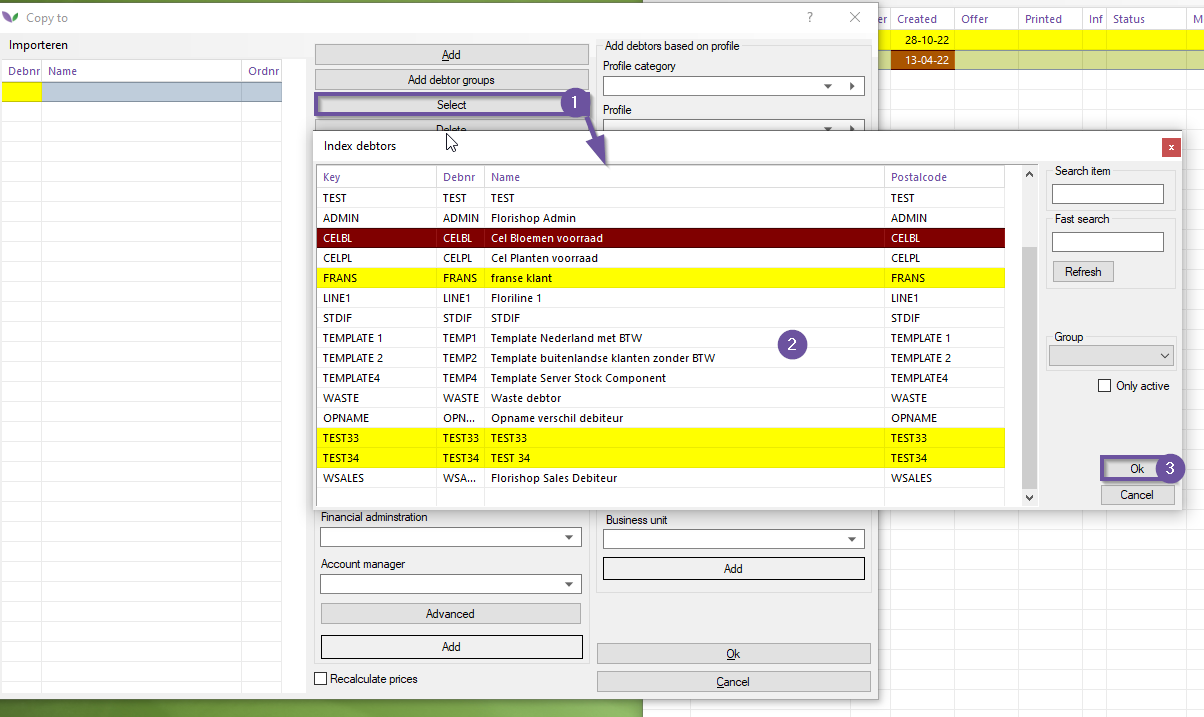 Copy to
?
Importeren
Debnr Name Ordnr
Add
Add debtor groups
Select
1
Delete
Add debtors based on profile
Profile category
Profile
er Created Offer Printed Inf Status M
28-10-22
13-04-22
Index debtors
x
Key Debnr Name Postalcode
TEST TEST TEST TEST
ADMIN ADMIN Florishop Admin ADMIN
CELBL CELBL Cel Bloemen voorraad CELBL
CELPL CELPL Cel Planten voorraad CELPL
FRANS FRANS franse klant FRANS
LINE1 LINE1 Floriline 1 LINE1
STDIF STDIF STDIF STDIF
TEMPLATE 1 TEMP1 Template Nederland met BTW TEMPLATE 1
TEMPLATE 2 TEMP2 Template buitenlandse klanten zonder BTW TEMPLATE 2
TEMPLATE4 TEMP4 Template Server Stock Component TEMPLATE4
WASTE WASTE Waste debtor WASTE
OPNAME OPN... Opname verschil debiteur OPNAME
TEST33 TEST33 TEST33 TEST33
TEST34 TEST34 TEST 34 TEST34
WSALES WSA... Florishop Sales Debiteur WSALES
2
Search item
Fast search
Refresh
Group
Only active
Ok
3
Cancel
Financial adminstration
Account manager
Advanced
Add
Recalculate prices
Business unit
Add
Ok
Cancel